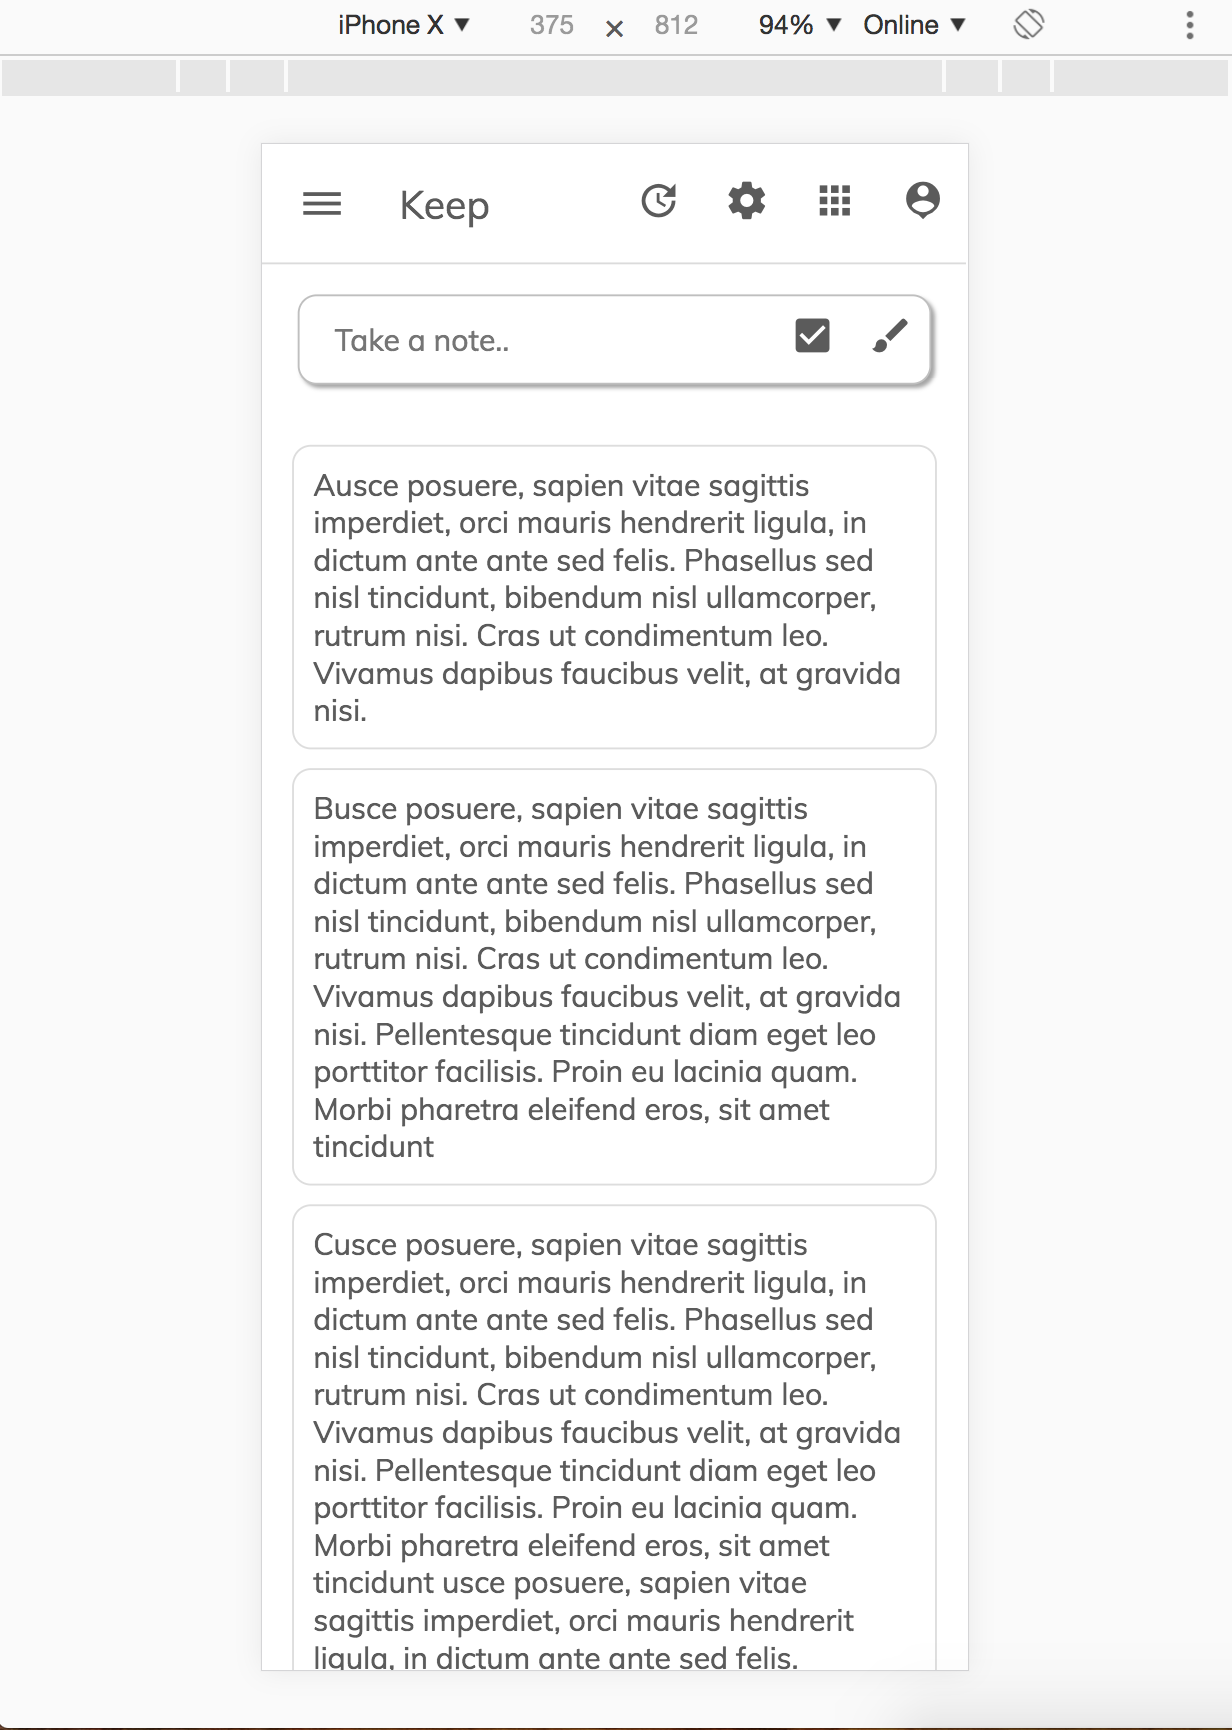 iPhone X ▼ 375 × 812 94% ▼ Online ▼
Keep
Take a note..
Ausce posuere, sapien vitae sagittis
imperdiet, orci mauris hendrerit ligula, in
dictum ante ante sed felis. Phasellus sed
nisl tincidunt, bibendum nisl ullamcorper,
rutrum nisi. Cras ut condimentum leo.
Vivamus dapibus faucibus velit, at gravida
nisi.
Busce posuere, sapien vitae sagittis
imperdiet, orci mauris hendrerit ligula, in
dictum ante ante sed felis. Phasellus sed
nisl tincidunt, bibendum nisl ullamcorper,
rutrum nisi. Cras ut condimentum leo.
Vivamus dapibus faucibus velit, at gravida
nisi. Pellentesque tincidunt diam eget leo
porttitor facilisis. Proin eu lacinia quam.
Morbi pharetra eleifend eros, sit amet
tincidunt
Cusce posuere, sapien vitae sagittis
imperdiet, orci mauris hendrerit ligula, in
dictum ante ante sed felis. Phasellus sed
nisl tincidunt, bibendum nisl ullamcorper,
rutrum nisi. Cras ut condimentum leo.
Vivamus dapibus faucibus velit, at gravida
nisi. Pellentesque tincidunt diam eget leo
porttitor facilisis. Proin eu lacinia quam.
Morbi pharetra eleifend eros, sit amet
tincidunt usce posuere, sapien vitae
sagittis imperdiet, orci mauris hendrerit
ligula, in dictum ante ante sed felis.